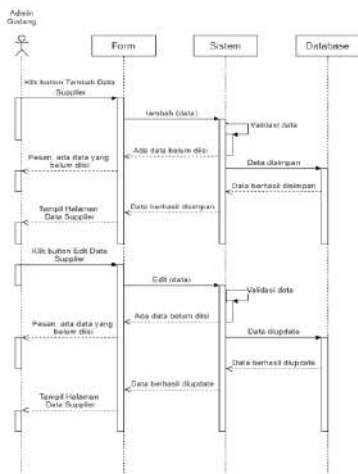 Admin
Gudang
Form
Sistem
Database
Klik button Tambah Data
Supplier
tambah (data)
Validasi data
Ada data belum diisi
Pesan, ada data yang
belum diisi
Data disimpan
Data berhasil disimpan
Data berhasil disimpan
Tampil Halaman
Data Supplier
Klik button Edit Data
Supplier
Edit (data)
Validasi data
Ada data belum diisi
Pesan, ada data yang
belum diisi
Data diupdate
Data berhasil diupdate
Data berhasil diupdate
Tampil Halaman
Data Supplier